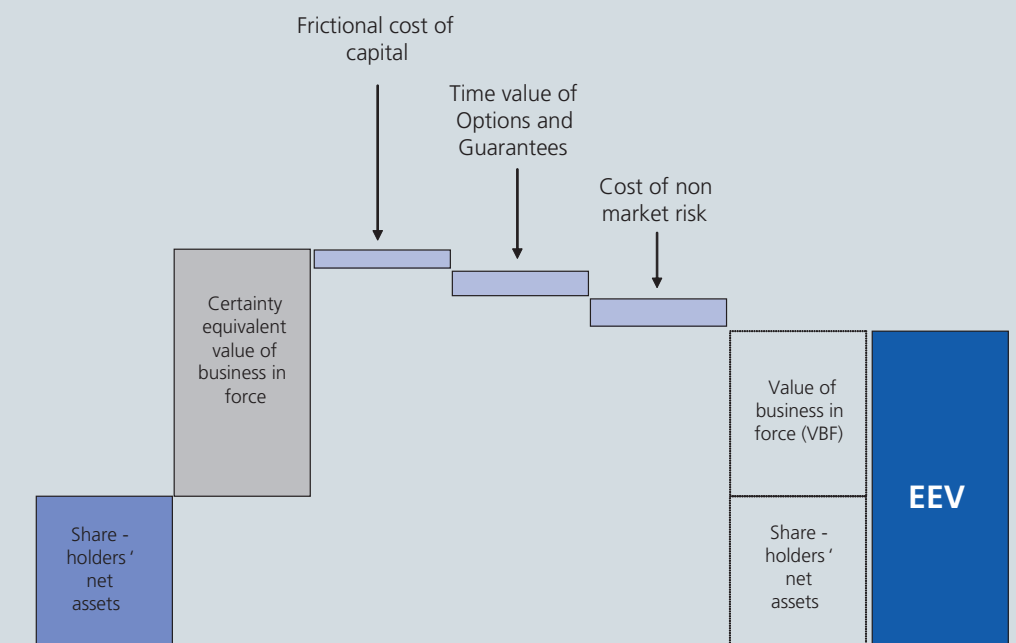 Frictional cost of
capital
Time value of
Options and
Guarantees
Cost of non
market risk
Certainty
equivalent
value of
business in
force
Value of
business in
force (VBF)
EEV
Share -
holders ‘
net
assets
Share -
holders ‘
net
assets